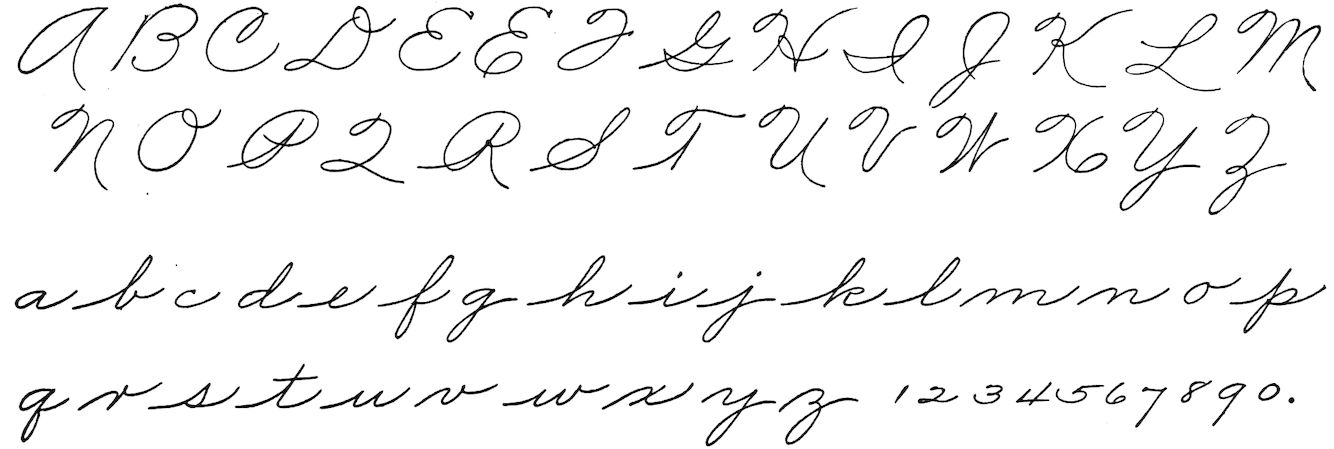 A B C D E E F G H I J K L M
N O P Q R S T U V W X Y Z
a b c d e f g h i j k l m n o p
q r s t u v w x y z 1 2 3 4 5 6 7 8 9 0.